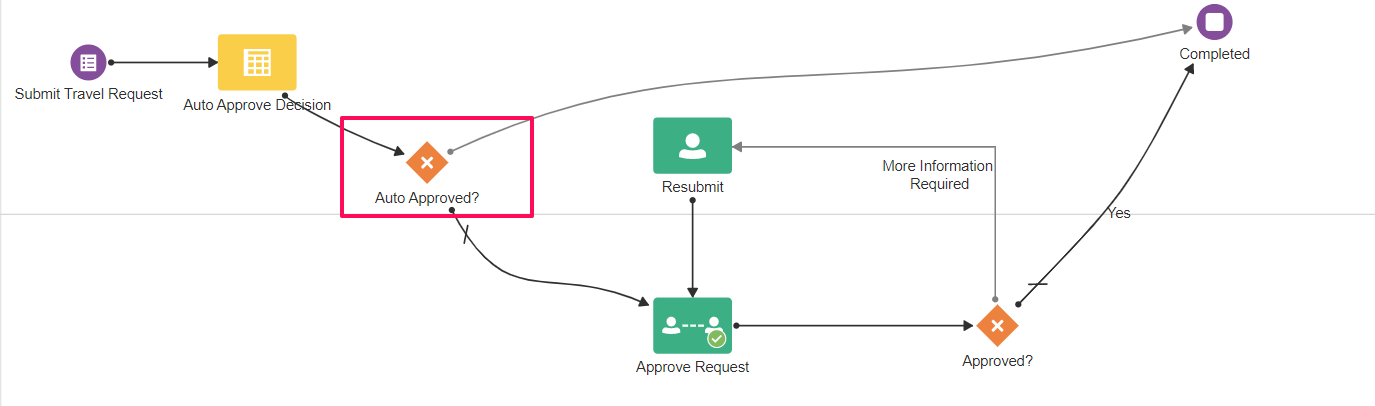 Completed
Submit Travel Request
Auto Approve Decision
More Information
Required
Resubmit
Auto Approved?
Yes
Approved?
Approve Request